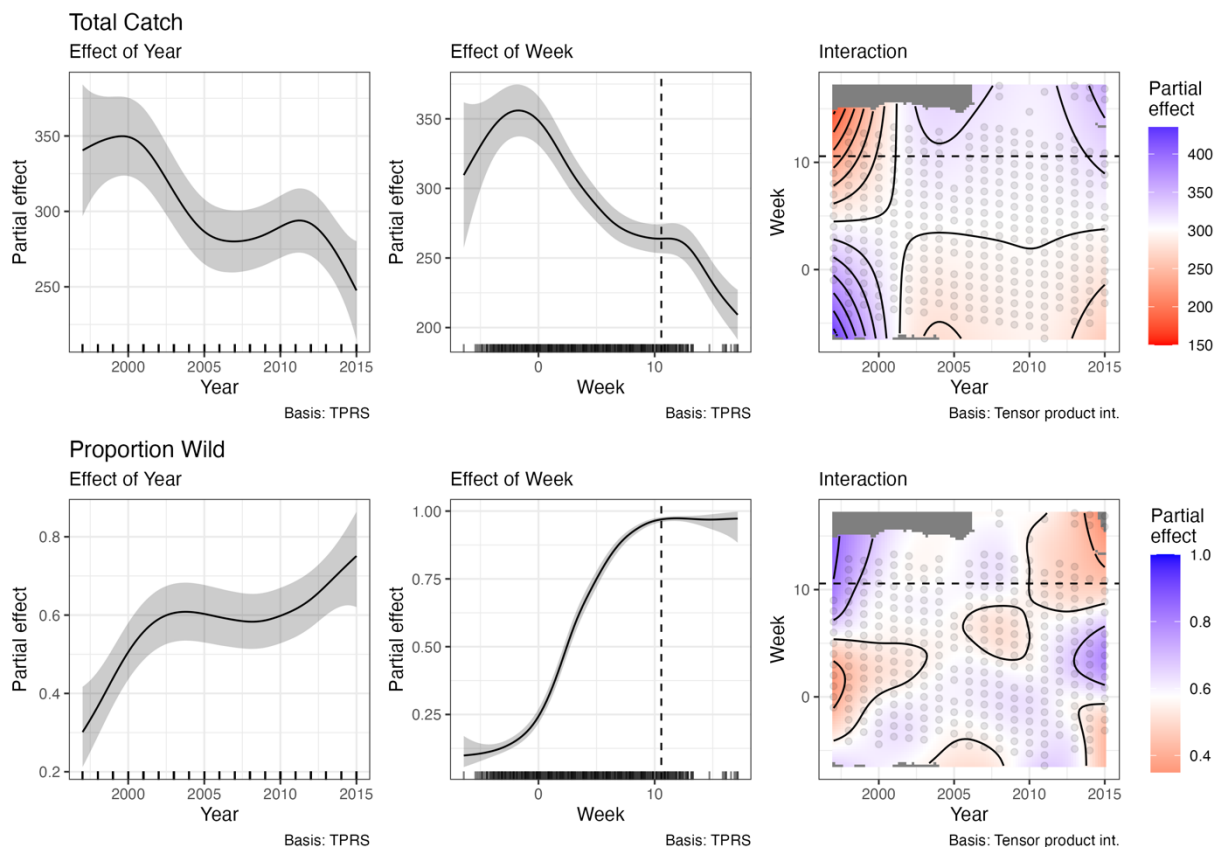 Total Catch
Effect of Year
Effect of Week
Interaction
Partial effect
350
300
250
2000
2005
2010
2015
Year
Basis: TPRS
Partial effect
350
300
250
200
0
10
Week
Basis: TPRS
Week
10
0
2000
2005
2010
2015
Year
Basis: Tensor product int.
Partial
effect
400
350
300
250
200
150
Proportion Wild
Effect of Year
Effect of Week
Interaction
Partial effect
0.8
0.6
0.4
0.2
2000
2005
2010
2015
Year
Basis: TPRS
Partial effect
1.00
0.75
0.50
0.25
0
10
Week
Basis: TPRS
Week
10
0
2000
2005
2010
2015
Year
Basis: Tensor product int.
Partial
effect
1.0
0.8
0.6
0.4